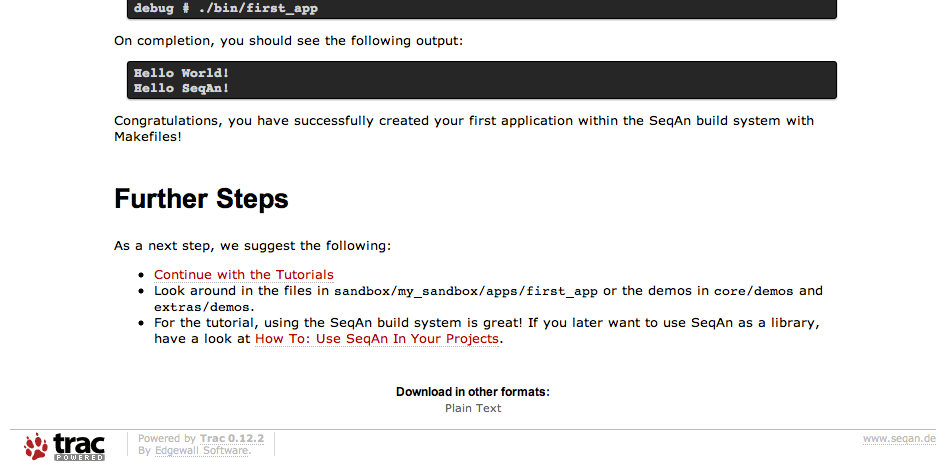 debug # ./bin/first_app
On completion, you should see the following output:
Hello World!
Hello SeqAn!
Congratulations, you have successfully created your first application within the SeqAn build system with
Makefiles!
Further Steps
As a next step, we suggest the following:
• Continue with the Tutorials
• Look around in the files in sandbox/my_sandbox/apps/first_app or the demos in core/demos and
extras/demos.
• For the tutorial, using the SeqAn build system is great! If you later want to use SeqAn as a library,
have a look at How To: Use SeqAn In Your Projects.
Download in other formats:
Plain Text
trac
POWERED
Powered by Trac 0.12.2
By Edgewall Software.
www.seqan.de